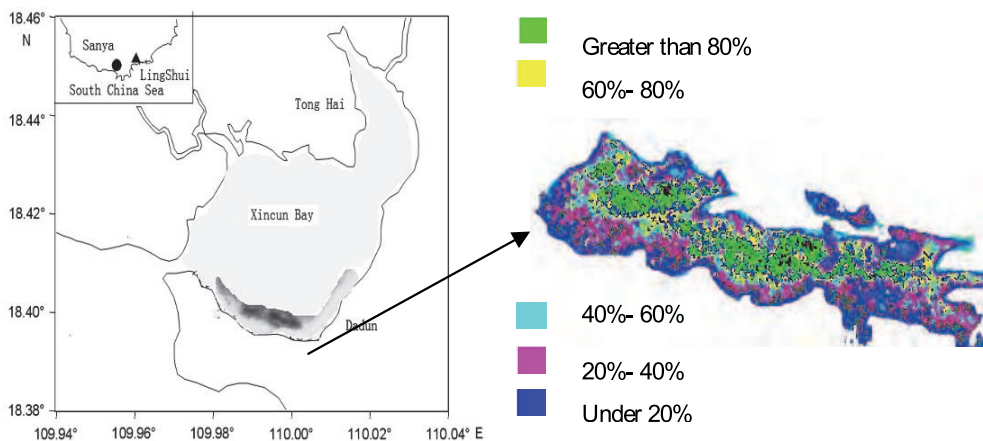 18.46°
N
18.44°
18.42°
18.40°
18.38°
109.94° 109.96° 109.98° 110.00° 110.02° 110.04° E
Sanya
LingShui
South China Sea
Tong Hai
Xincun Bay
Dadun
Greater than 80%
60%- 80%
40%- 60%
20%- 40%
Under 20%